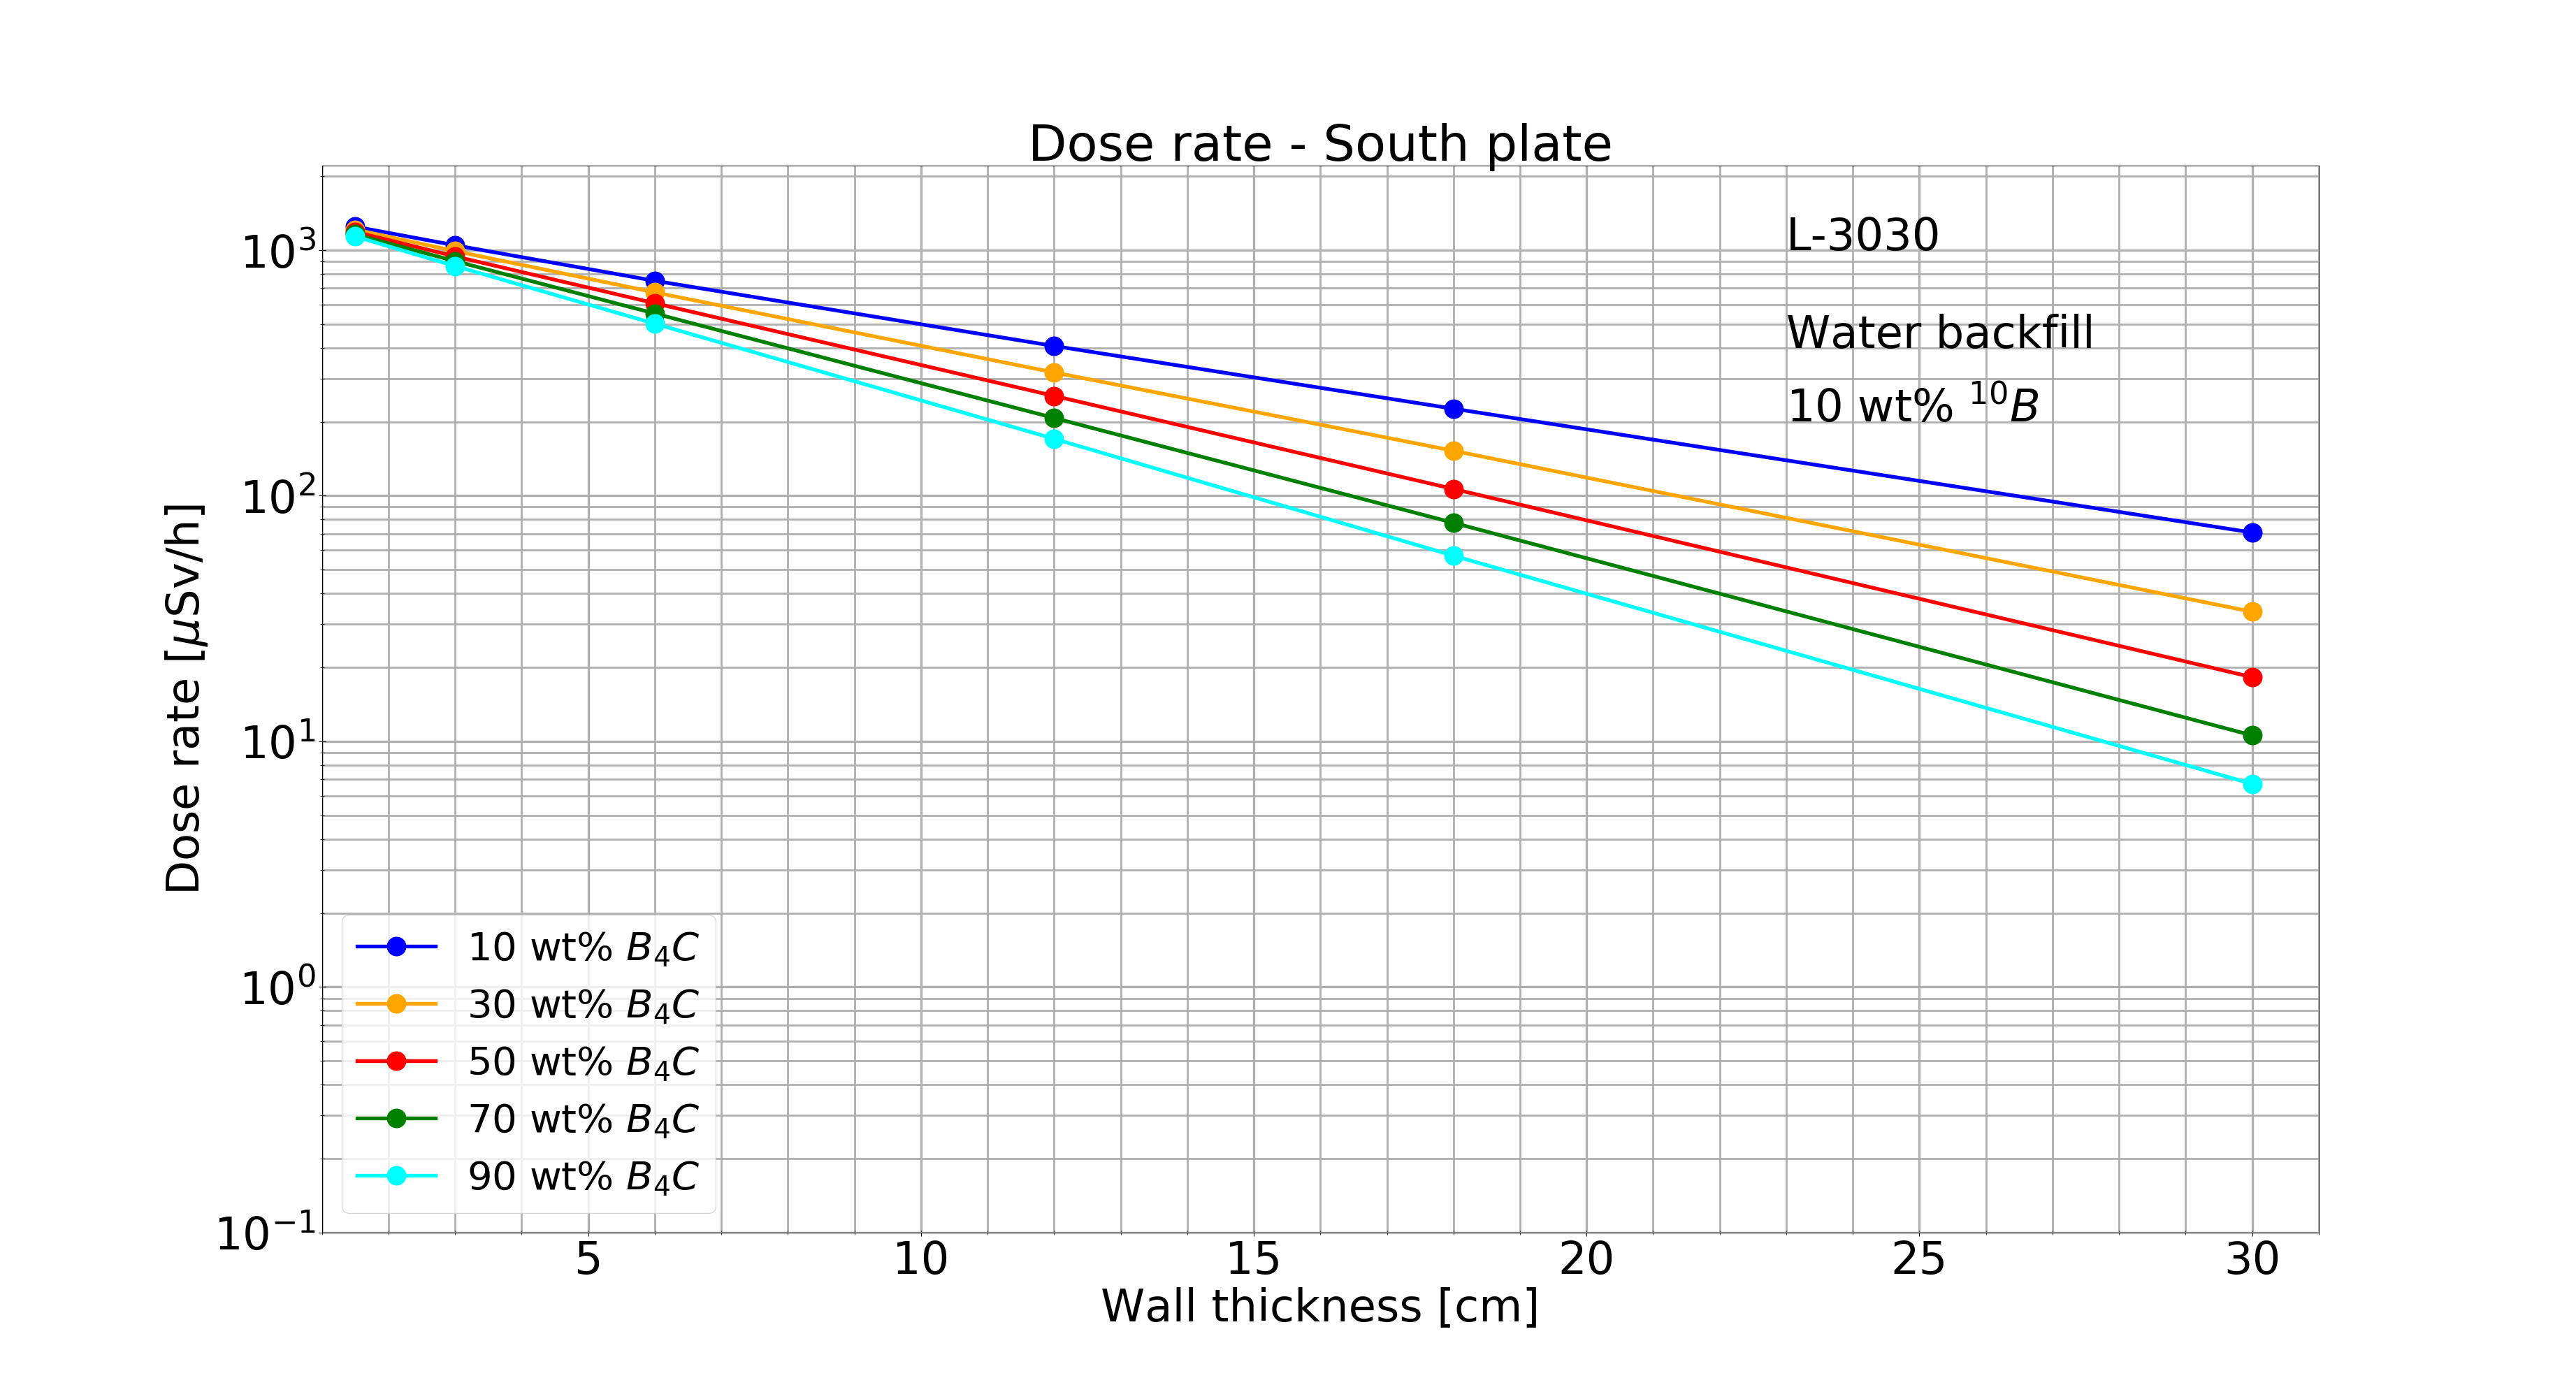 Dose rate - South plate
L-3030
Water backfill
10 wt% ¹⁰B
Dose rate [μSv/h]
10³
10²
10¹
10⁰
10⁻¹
10 wt% B₄C
30 wt% B₄C
50 wt% B₄C
70 wt% B₄C
90 wt% B₄C
5 10 15 20 25 30
Wall thickness [cm]